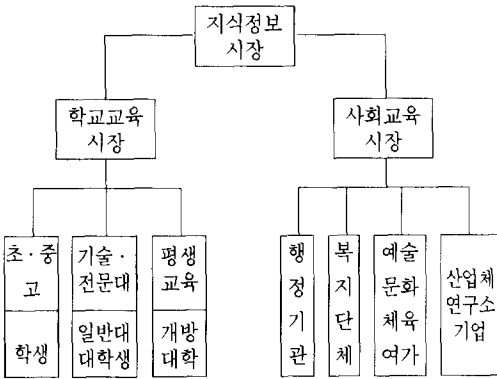 지식정보
시장
학교교육
시장
사회교육
시장
초·중
고
학생
기술·
전문대
일반대
대학생
평생
교육
개방
대학
행
정
기
관
복
지
단
체
예술
문화
체육
여가
산업체
연구소
기업